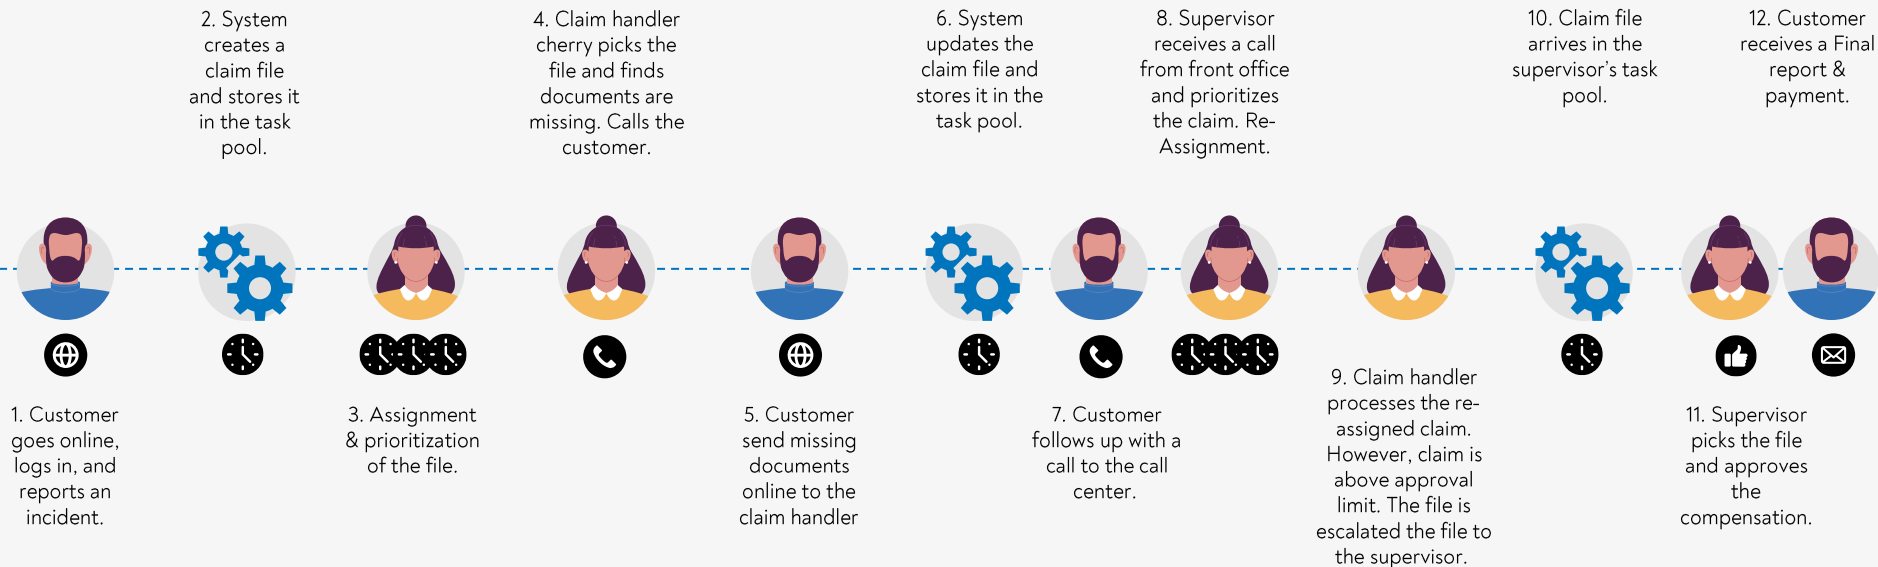 1. Customer
goes online,
logs in, and
reports an
incident.
2. System
creates a
claim file
and stores it
in the task
pool.
3. Assignment
& prioritization
of the file.
4. Claim handler
cherry picks the
file and finds
documents are
missing. Calls the
customer.
5. Customer
send missing
documents
online to the
claim handler
6. System
updates the
claim file and
stores it in the
task pool.
7. Customer
follows up with a
call to the call
center.
8. Supervisor
receives a call
from front office
and prioritizes
the claim. Re-
Assignment.
9. Claim handler
processes the re-
assigned claim.
However, claim is
above approval
limit. The file is
escalated the file to
the supervisor.
10. Claim file
arrives in the
supervisor's task
pool.
11. Supervisor
picks the file
and approves
the
compensation.
12. Customer
receives a Final
report &
payment.